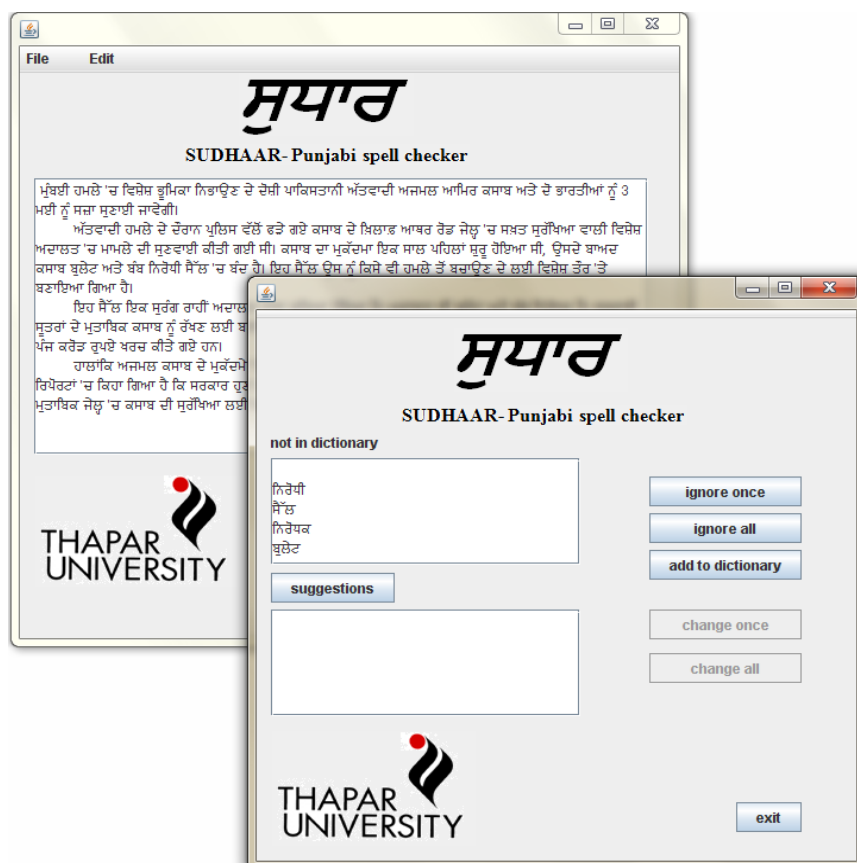 File Edit
ਸੁਧਾਰ
SUDHAAR- Punjabi spell checker
ਮੁੰਬਈ ਹਮਲੇ 'ਚ ਵਿਸ਼ੇਸ਼ ਭੂਮਿਕਾ ਨਿਭਾਉਣ ਦੇ ਦੋਸ਼ੀ ਪਾਕਿਸਤਾਨੀ ਅੱਤਵਾਦੀ ਅਜਮਲ ਆਮਿਰ ਕਸਾਬ ਅਤੇ ਦੋ ਭਾਰਤੀਆਂ ਨੂੰ 3
ਮਈ ਨੂੰ ਸਜ਼ਾ ਸੁਣਾਈ ਜਾਵੇਗੀ।
ਅੱਤਵਾਦੀ ਹਮਲੇ ਦੇ ਦੌਰਾਨ ਪੁਲਿਸ ਵੱਲੋਂ ਫੜੇ ਗਏ ਕਸਾਬ ਦੇ ਖ਼ਿਲਾਫ਼ ਆਰਥਰ ਰੋਡ ਜੇਲ੍ਹ 'ਚ ਸਖ਼ਤ ਸੁਰੱਖਿਆ ਵਾਲੀ ਵਿਸ਼ੇਸ਼
ਅਦਾਲਤ 'ਚ ਮਾਮਲੇ ਦੀ ਸੁਣਵਾਈ ਕੀਤੀ ਗਈ ਸੀ। ਕਸਾਬ ਦਾ ਮੁਕੱਦਮਾ ਇਕ ਸਾਲ ਪਹਿਲਾਂ ਸ਼ੁਰੂ ਹੋਇਆ ਸੀ, ਉਸਦੇ ਬਾਅਦ
ਕਸਾਬ ਬੁਲੇਟ ਅਤੇ ਬੰਬ ਨਿਰੋਧੀ ਸੈੱਲ 'ਚ ਬੰਦ ਹੈ। ਇਹ ਸੈੱਲ ਉਸ ਨੂੰ ਕਿਸੇ ਵੀ ਹਮਲੇ ਤੋਂ ਬਚਾਉਣ ਦੇ ਲਈ ਵਿਸ਼ੇਸ਼ ਤੌਰ 'ਤੇ
ਬਣਾਇਆ ਗਿਆ ਹੈ।
ਇਹ ਸੈੱਲ ਇਕ ਸੁਰੰਗ ਰਾਹੀਂ ਅਦਾਲ
ਸੂਤਰਾਂ ਦੇ ਮੁਤਾਬਿਕ ਕਸਾਬ ਨੂੰ ਰੱਖਣ ਲਈ
ਪੰਜ ਕਰੋੜ ਰੁਪਏ ਖਰਚ ਕੀਤੇ ਗਏ ਹਨ।
ਹਾਲਾਂਕਿ ਅਜਮਲ ਕਸਾਬ ਦੇ ਮੁਕੱਦਮੇ
ਰਿਪੋਰਟਾਂ 'ਚ ਕਿਹਾ ਗਿਆ ਹੈ ਕਿ ਸਰਕਾਰ ਹੁਣ
ਮੁਤਾਬਿਕ ਜੇਲ੍ਹ 'ਚ ਕਸਾਬ ਦੀ ਸੁਰੱਖਿਆ ਲਈ
THAPAR
UNIVERSITY
ਸੁਧਾਰ
SUDHAAR- Punjabi spell checker
not in dictionary
ਨਿਰੋਧੀ
ਸੈੱਲ
ਨਿਰੋਧਕ
ਬੁਲੇਟ
ignore once
ignore all
add to dictionary
suggestions
change once
change all
THAPAR
UNIVERSITY
exit